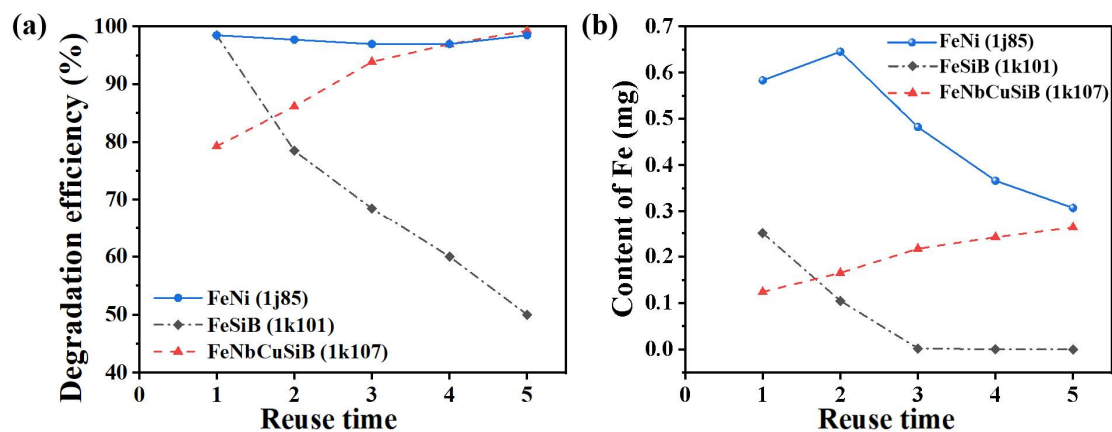 (a)
Degradation efficiency (%)
100
90
80
70
60
50
40
FeNi (1j85)
FeSiB (1k101)
FeNbCuSiB (1k107)
0 1 2 3 4 5
Reuse time
(b)
Content of Fe (mg)
0.7
0.6
0.5
0.4
0.3
0.2
0.1
0.0
FeNi (1j85)
FeSiB (1k101)
FeNbCuSiB (1k107)
0 1 2 3 4 5
Reuse time